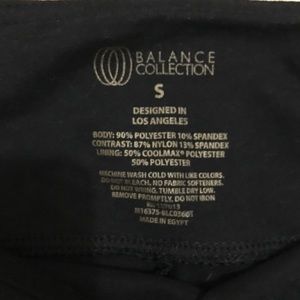 BALANCE
COLLECTION
S
DESIGNED IN
LOS ANGELES
BODY: 90% POLYESTER 10% SPANDEX
CONTRAST: 87% NYLON 13% SPANDEX
LINING: 50% COOLMAX® POLYESTER
50% POLYESTER
MACHINE WASH COLD WITH LIKE COLORS.
DO NOT BLEACH. NO FABRIC SOFTENERS.
DO NOT WRING. TUMBLE DRY LOW.
REMOVE PROMPTLY. DO NOT IRON
MADE IN EGYPT